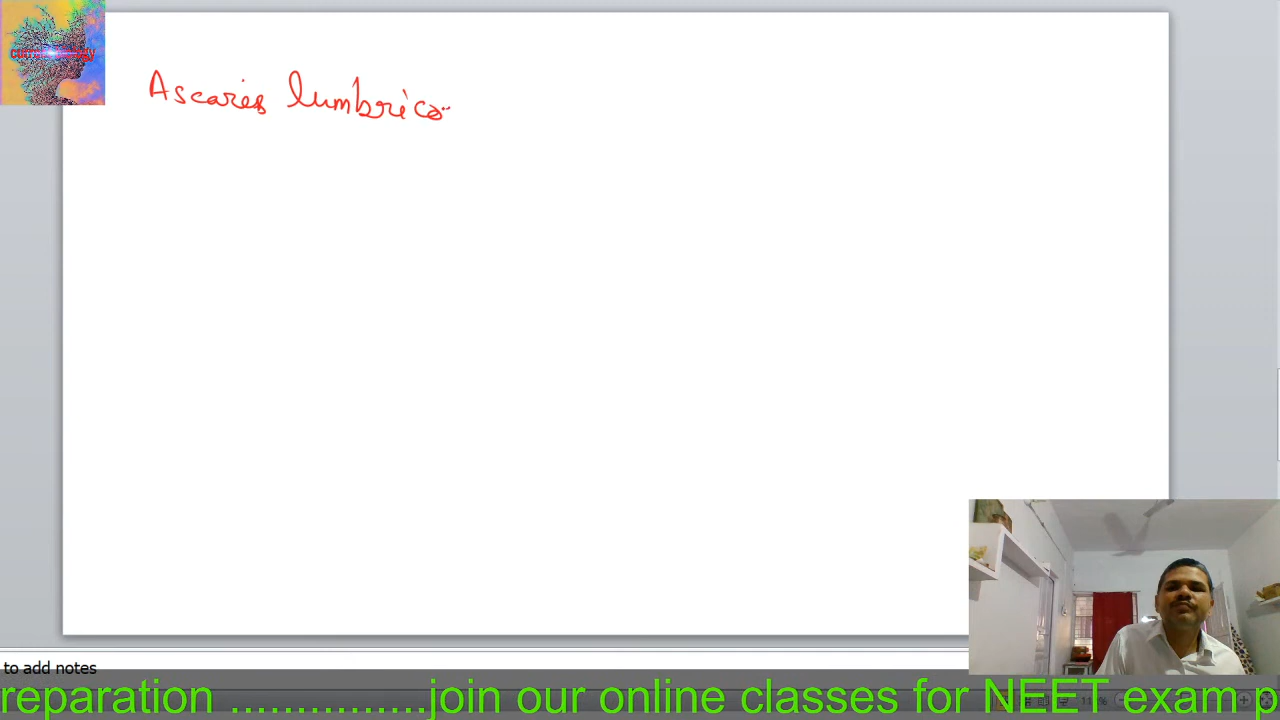 Ascaris lumbrico
to add notes
reparation ................join our online classes for NEET exam p